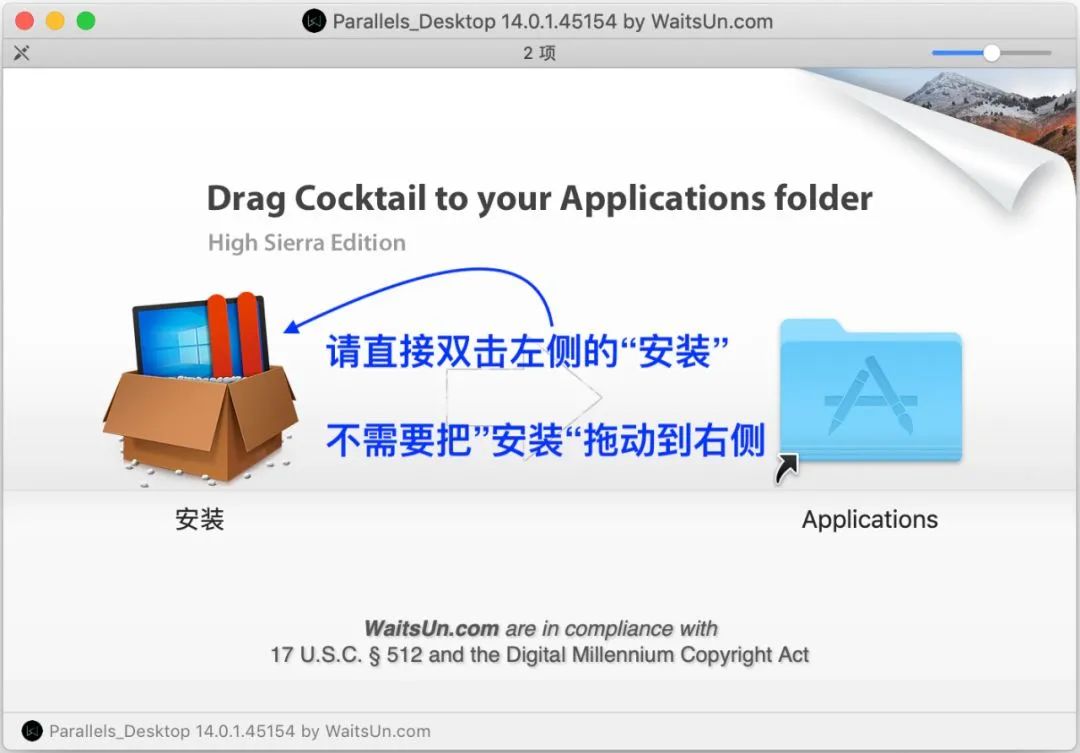 Parallels_Desktop 14.0.1.45154 by WaitsUn.com
2 项
Drag Cocktail to your Applications folder
High Sierra Edition
请直接双击左侧的“安装”
不需要把”安装“拖动到右侧
安装
Applications
WaitsUn.com are in compliance with
17 U.S.C. § 512 and the Digital Millennium Copyright Act
Parallels_Desktop 14.0.1.45154 by WaitsUn.com